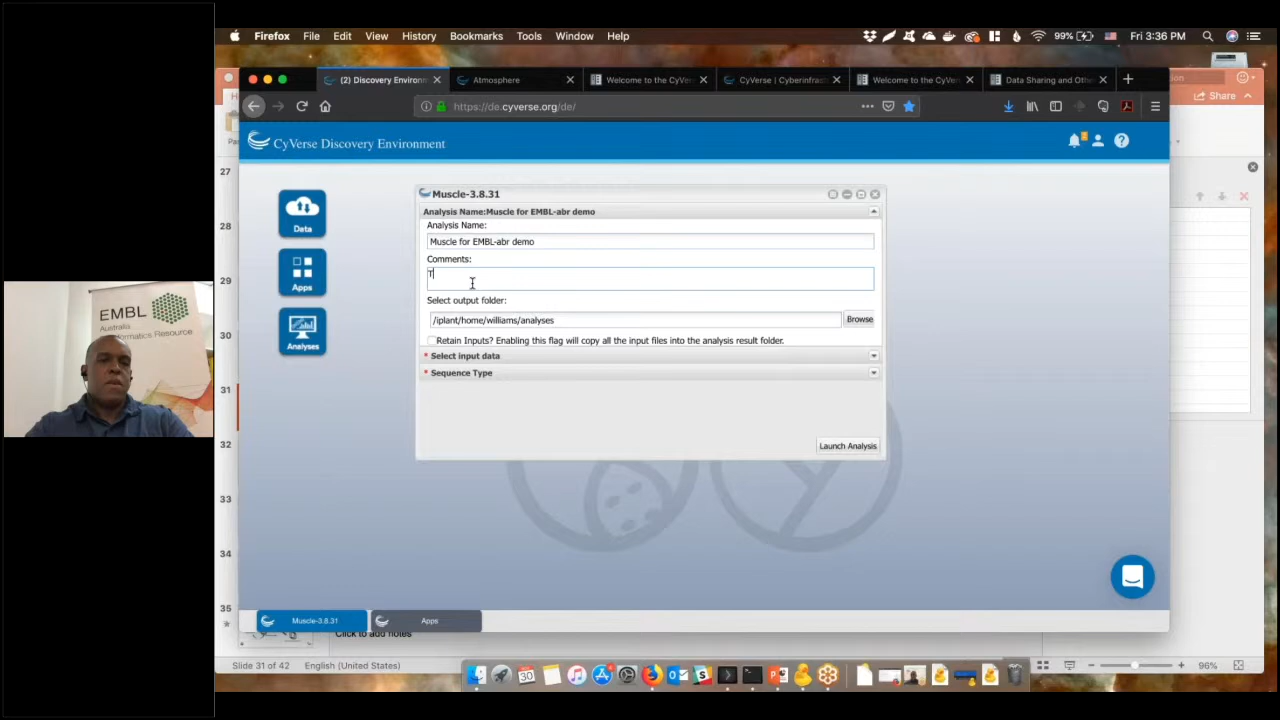 Firefox File Edit View History Bookmarks Tools Window Help 99% Fri 3:36 PM
(2) Discovery Environ Atmosphere Welcome to the CyVer CyVerse | Cyberinfrast Welcome to the CyVer Data Sharing and Oth
https://de.cyverse.org/de/
Share
CyVerse Discovery Environment
2
27
28
29
30
31
32
33
34
35
Data
Apps
Analyses
Muscle-3.8.31
Analysis Name:Muscle for EMBL-abr demo
Analysis Name:
Muscle for EMBL-abr demo
Comments:
T
Select output folder:
/iplant/home/williams/analyses Browse
Retain Inputs? Enabling this flag will copy all the input files into the analysis result folder.
* Select input data
* Sequence Type
Launch Analysis
EMBL
Australia
Resource
Muscle-3.8.31 Apps
Click to add notes
Slide 31 of 42 English (United States) 96%
30